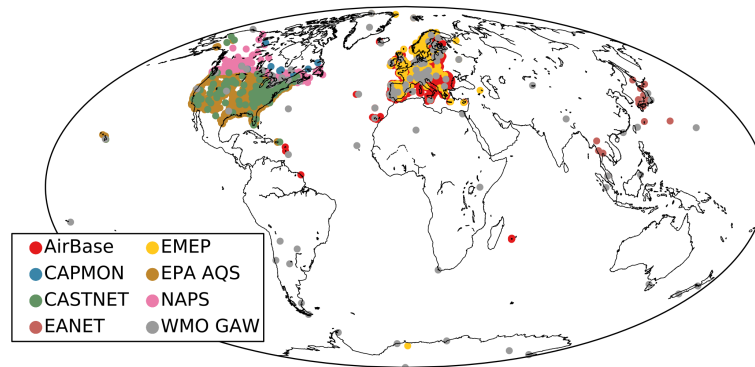 AirBase
CAPMON
CASTNET
EANET
EMEP
EPA AQS
NAPS
WMO GAW